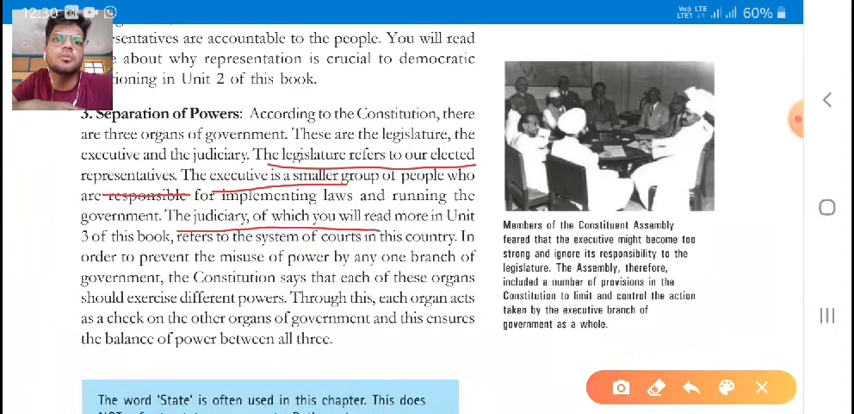 12:30
Vo)) LTE
LTE1
60%
sentatives are accountable to the people. You will read
about why representation is crucial to democratic
tioning in Unit 2 of this book.
3. Separation of Powers: According to the Constitution, there
are three organs of government. These are the legislature, the
executive and the judiciary. The legislature refers to our elected
representatives. The executive is a smaller group of people who
are responsible for implementing laws and running the
government. The judiciary, of which you will read more in Unit
3 of this book, refers to the system of courts in this country. In
order to prevent the misuse of power by any one branch of
government, the Constitution says that each of these organs
should exercise different powers. Through this, each organ acts
as a check on the other organs of government and this ensures
the balance of power between all three.
Members of the Constituent Assembly
feared that the executive might become too
strong and ignore its responsibility to the
legislature. The Assembly, therefore,
included a number of provisions in the
Constitution to limit and control the action
taken by the executive branch of
government as a whole.
The word 'State' is often used in this chapter. This does